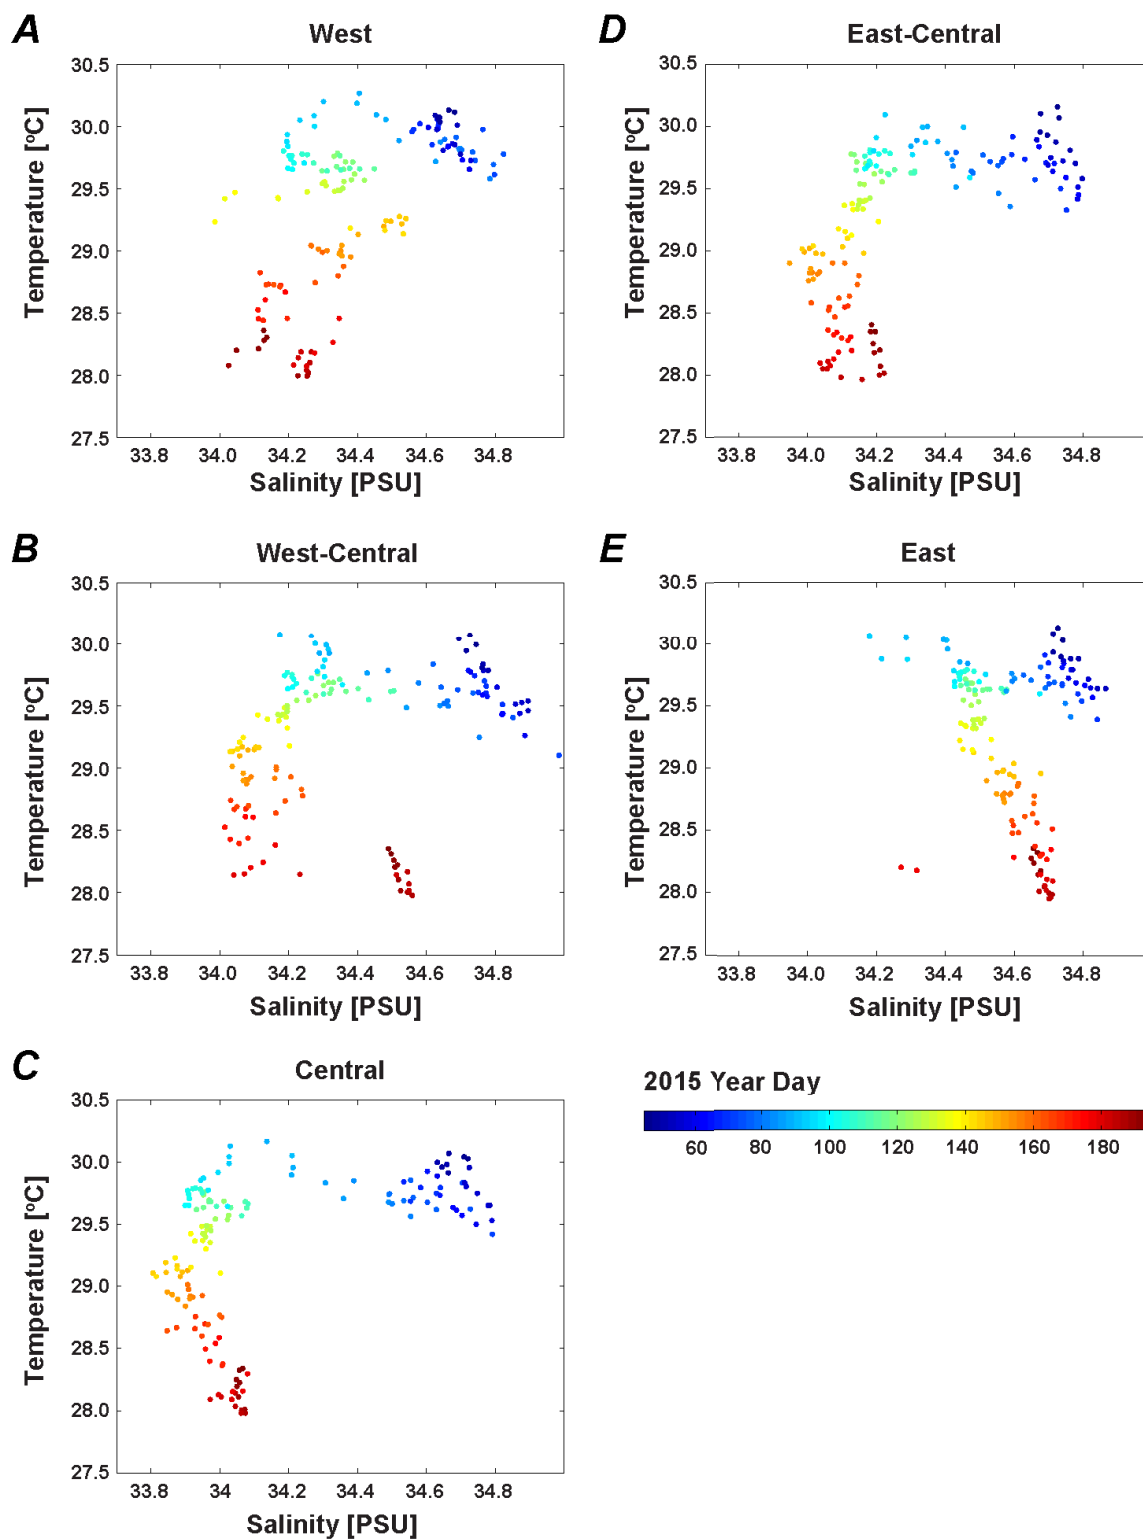 A
West
30.5
30.0
29.5
29.0
28.5
28.0
27.5
Temperature [ºC]
33.8 34.0 34.2 34.4 34.6 34.8
Salinity [PSU]
B
West-Central
30.5
30.0
29.5
29.0
28.5
28.0
27.5
Temperature [ºC]
33.8 34.0 34.2 34.4 34.6 34.8
Salinity [PSU]
C
Central
30.5
30.0
29.5
29.0
28.5
28.0
27.5
Temperature [ºC]
33.8 34 34.2 34.4 34.6 34.8
Salinity [PSU]
D
East-Central
30.5
30.0
29.5
29.0
28.5
28.0
27.5
Temperature [ºC]
33.8 34.0 34.2 34.4 34.6 34.8
Salinity [PSU]
E
East
30.5
30.0
29.5
29.0
28.5
28.0
27.5
Temperature [ºC]
33.8 34.0 34.2 34.4 34.6 34.8
Salinity [PSU]
2015 Year Day
60 80 100 120 140 160 180